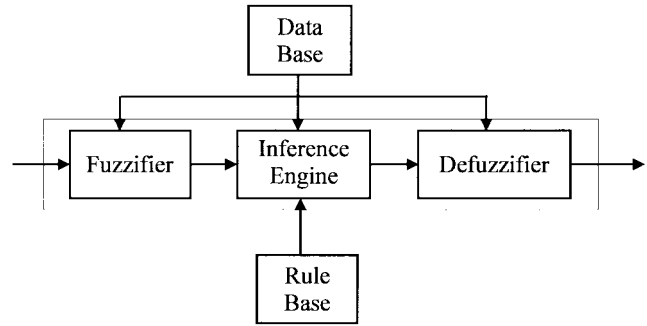 Data
Base
Fuzzifier
Inference
Engine
Defuzzifier
Rule
Base